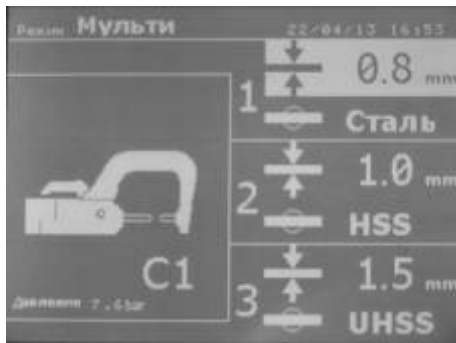 Режим Мульти 22/04/13 16:53
1 0.8 mm
Сталь
2 1.0 mm
HSS
3 1.5 mm
UHSS
C1
Давление 7.6bar